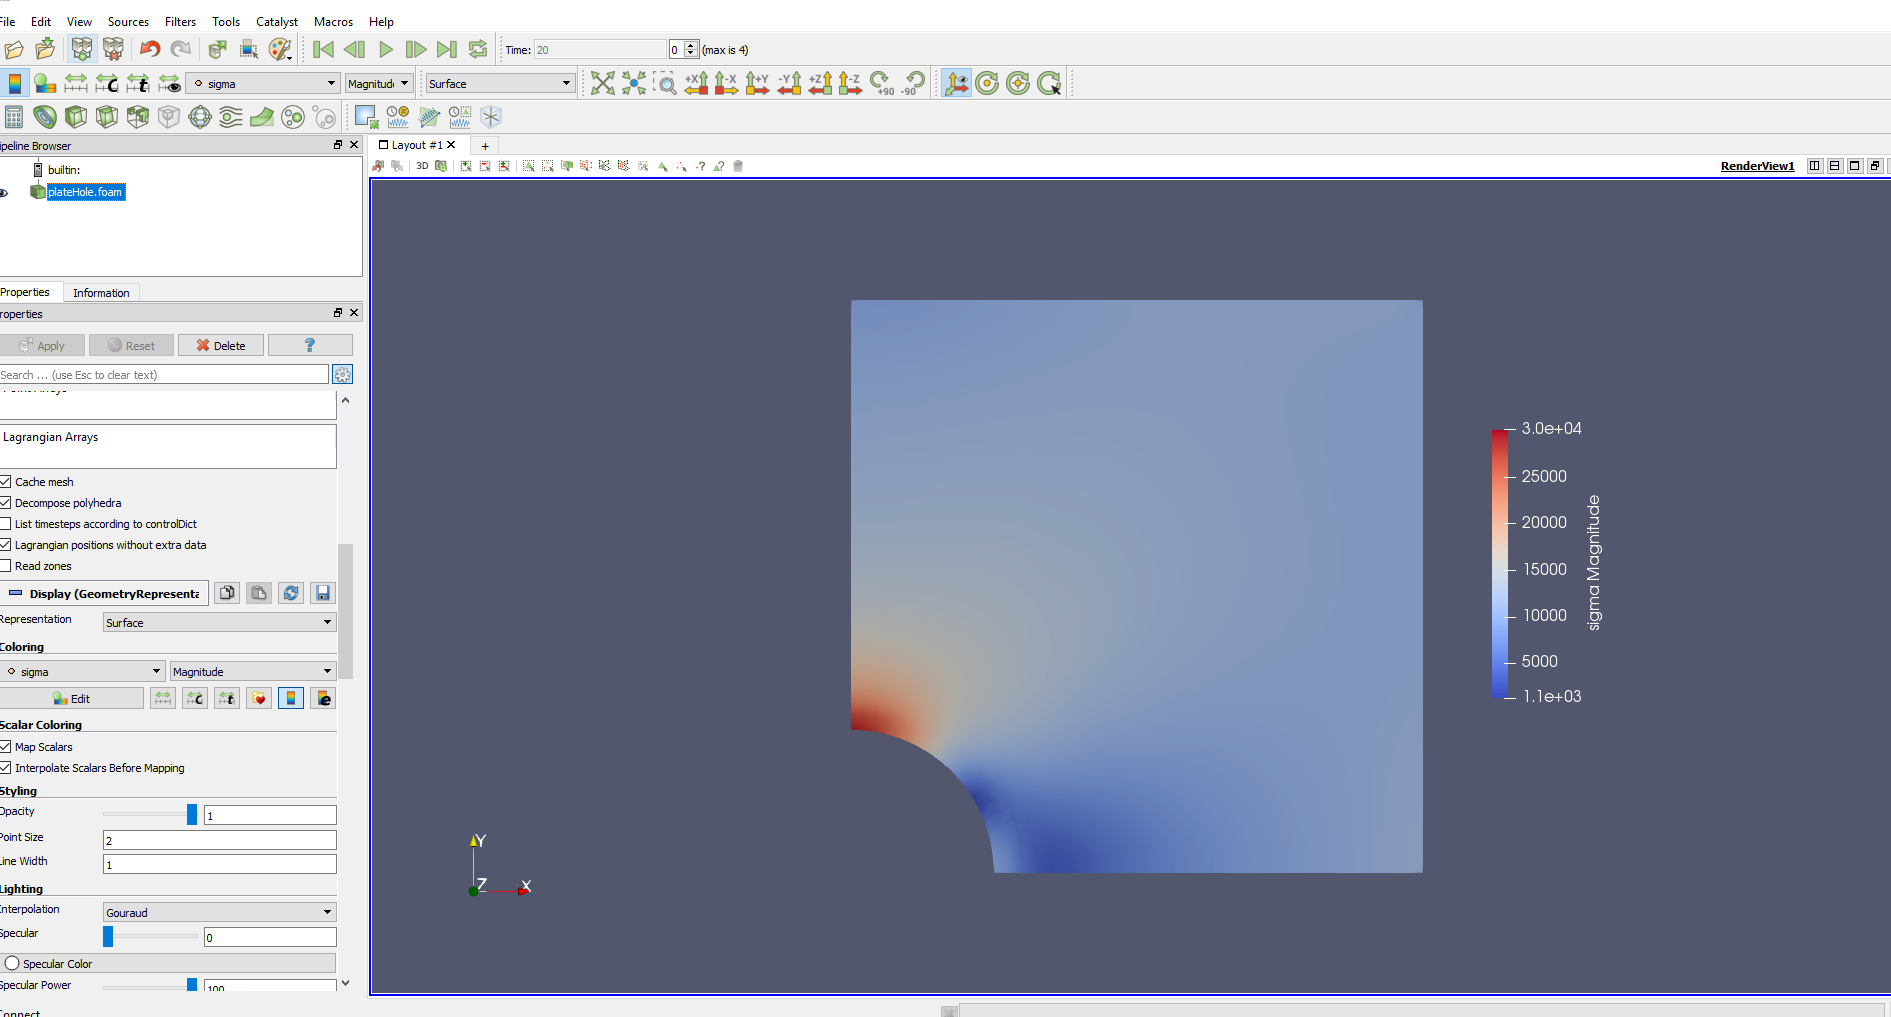 File Edit View Sources Filters Tools Catalyst Macros Help
Time: 20 0 (max is 4)
sigma Magnitude Surface
+X -X +Y -Y +Z -Z +90 -90
ipeline Browser
Layout #1 +
builtin:
3D
RenderView1
plateHole.foam
Properties Information
roperties
Apply Reset Delete ?
Search ... (use Esc to clear text)
Lagrangian Arrays
Cache mesh
Decompose polyhedra
List timesteps according to controlDict
Lagrangian positions without extra data
Read zones
Display (GeometryRepresenta
Representation Surface
Coloring
sigma Magnitude
Edit
Scalar Coloring
Map Scalars
Interpolate Scalars Before Mapping
Styling
Opacity 1
Point Size 2
Line Width 1
Lighting
Interpolation Gouraud
Specular 0
Specular Color
Specular Power 100
Connect
Y
Z X
3.0e+04
25000
20000
15000
10000
5000
1.1e+03
sigma Magnitude